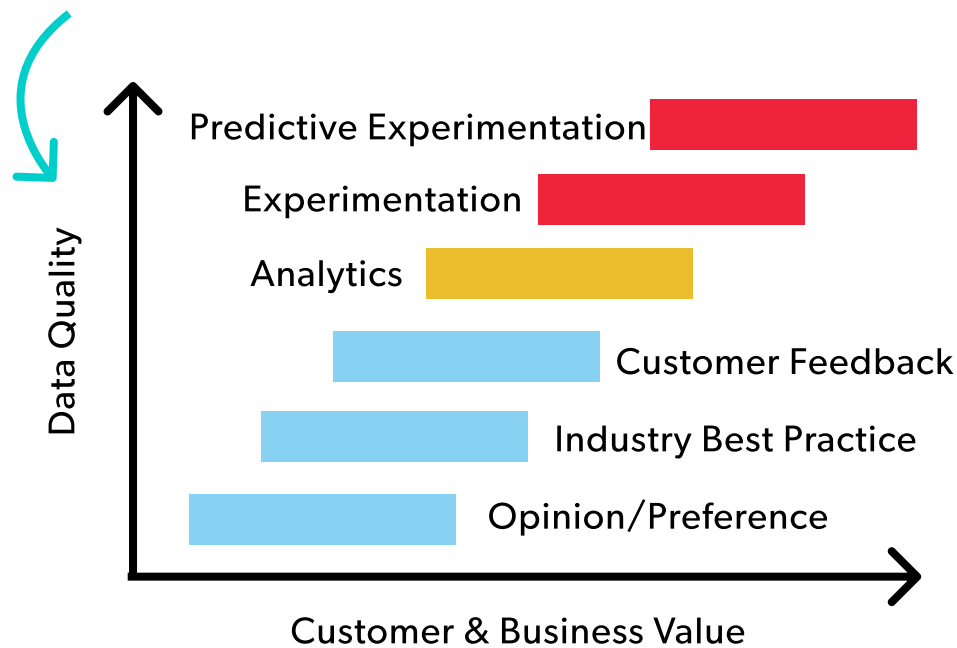 Predictive Experimentation
Experimentation
Analytics
Customer Feedback
Industry Best Practice
Opinion/Preference
Data Quality
Customer & Business Value